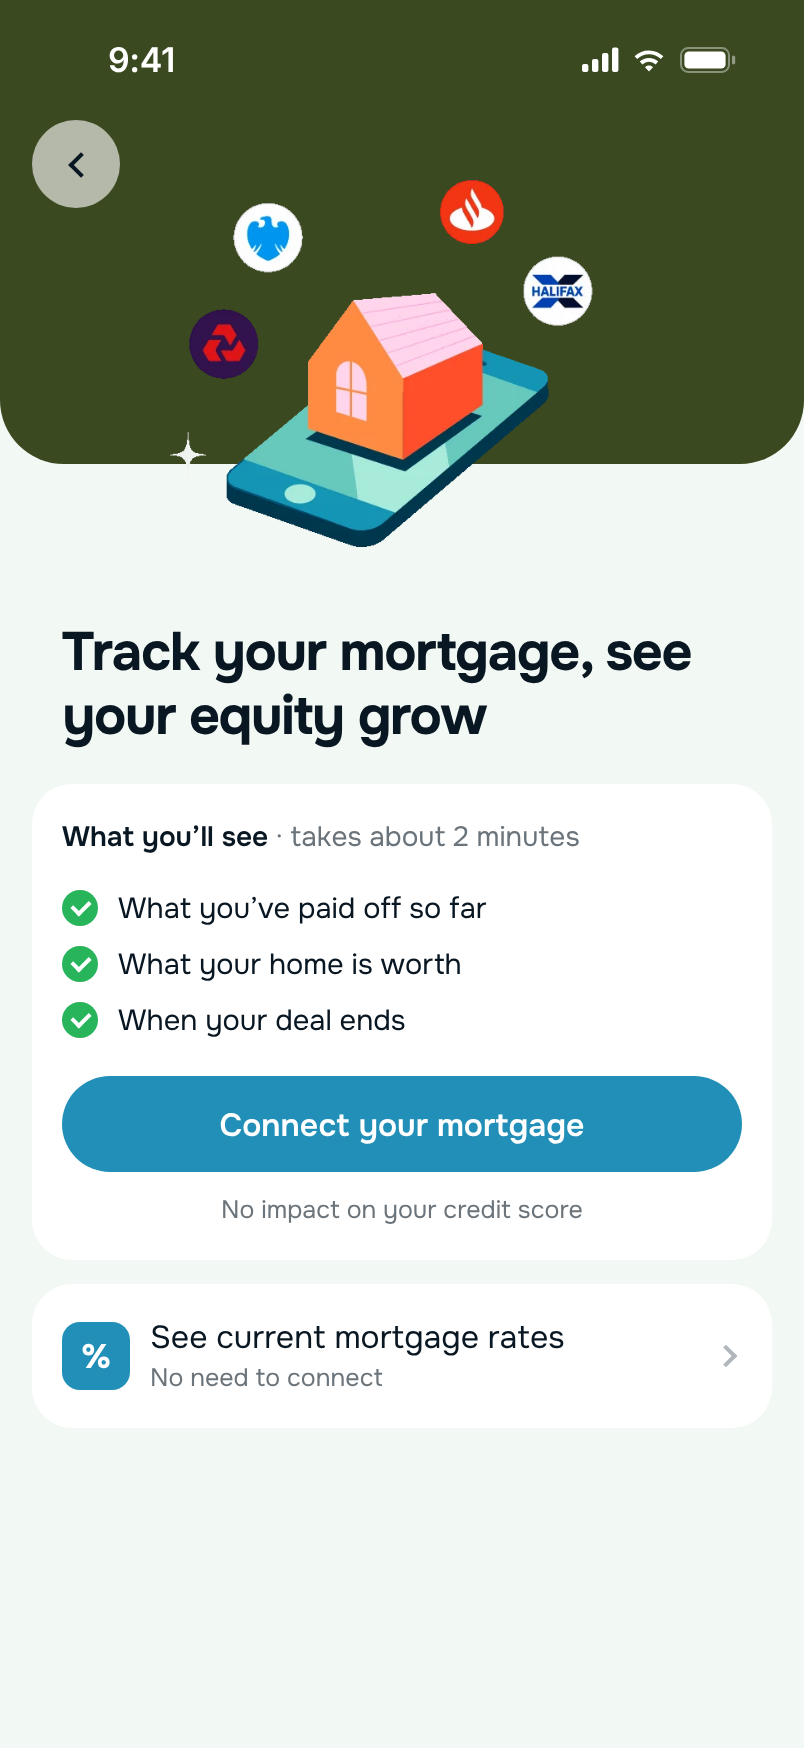 9:41
HALIFAX
Track your mortgage, see
your equity grow
What you’ll see · takes about 2 minutes
What you’ve paid off so far
What your home is worth
When your deal ends
Connect your mortgage
No impact on your credit score
%
See current mortgage rates
No need to connect